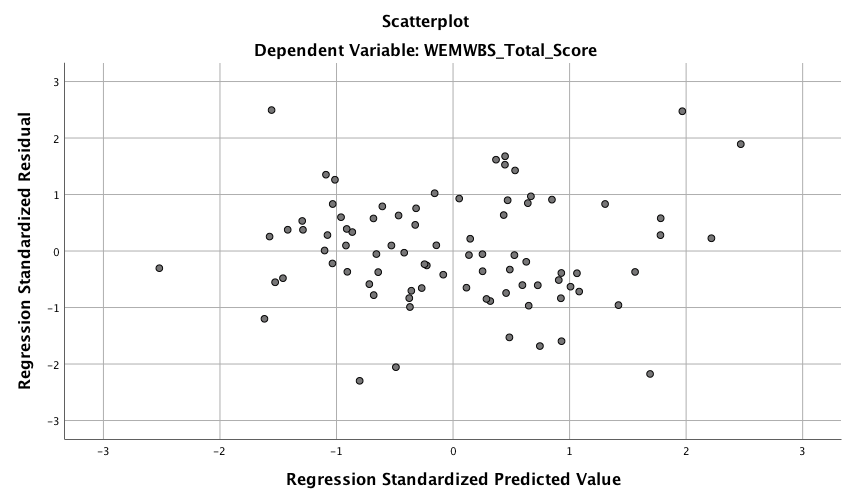 Scatterplot
Dependent Variable: WEMWBS_Total_Score
Regression Standardized Residual
3
2
1
0
−1
−2
−3
−3 −2 −1 0 1 2 3
Regression Standardized Predicted Value